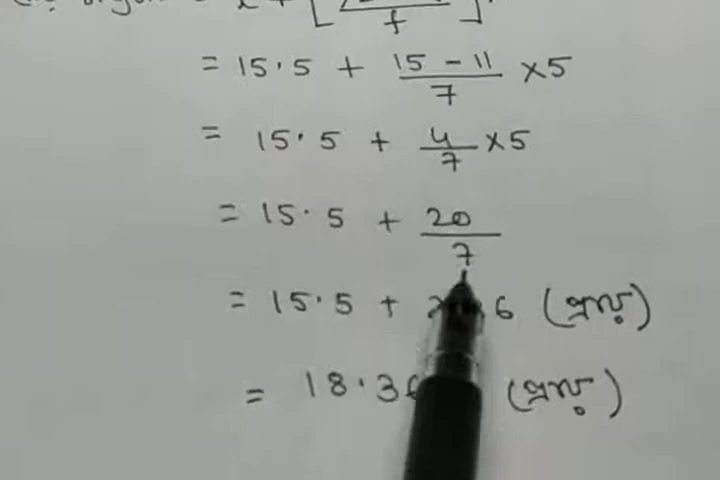 = 15.5 + 15 - 11 / 7 × 5
= 15.5 + 4/7 × 5
= 15.5 + 20/7
= 15.5 + 6 (প্রায়)
= 18.36 (প্রায়)